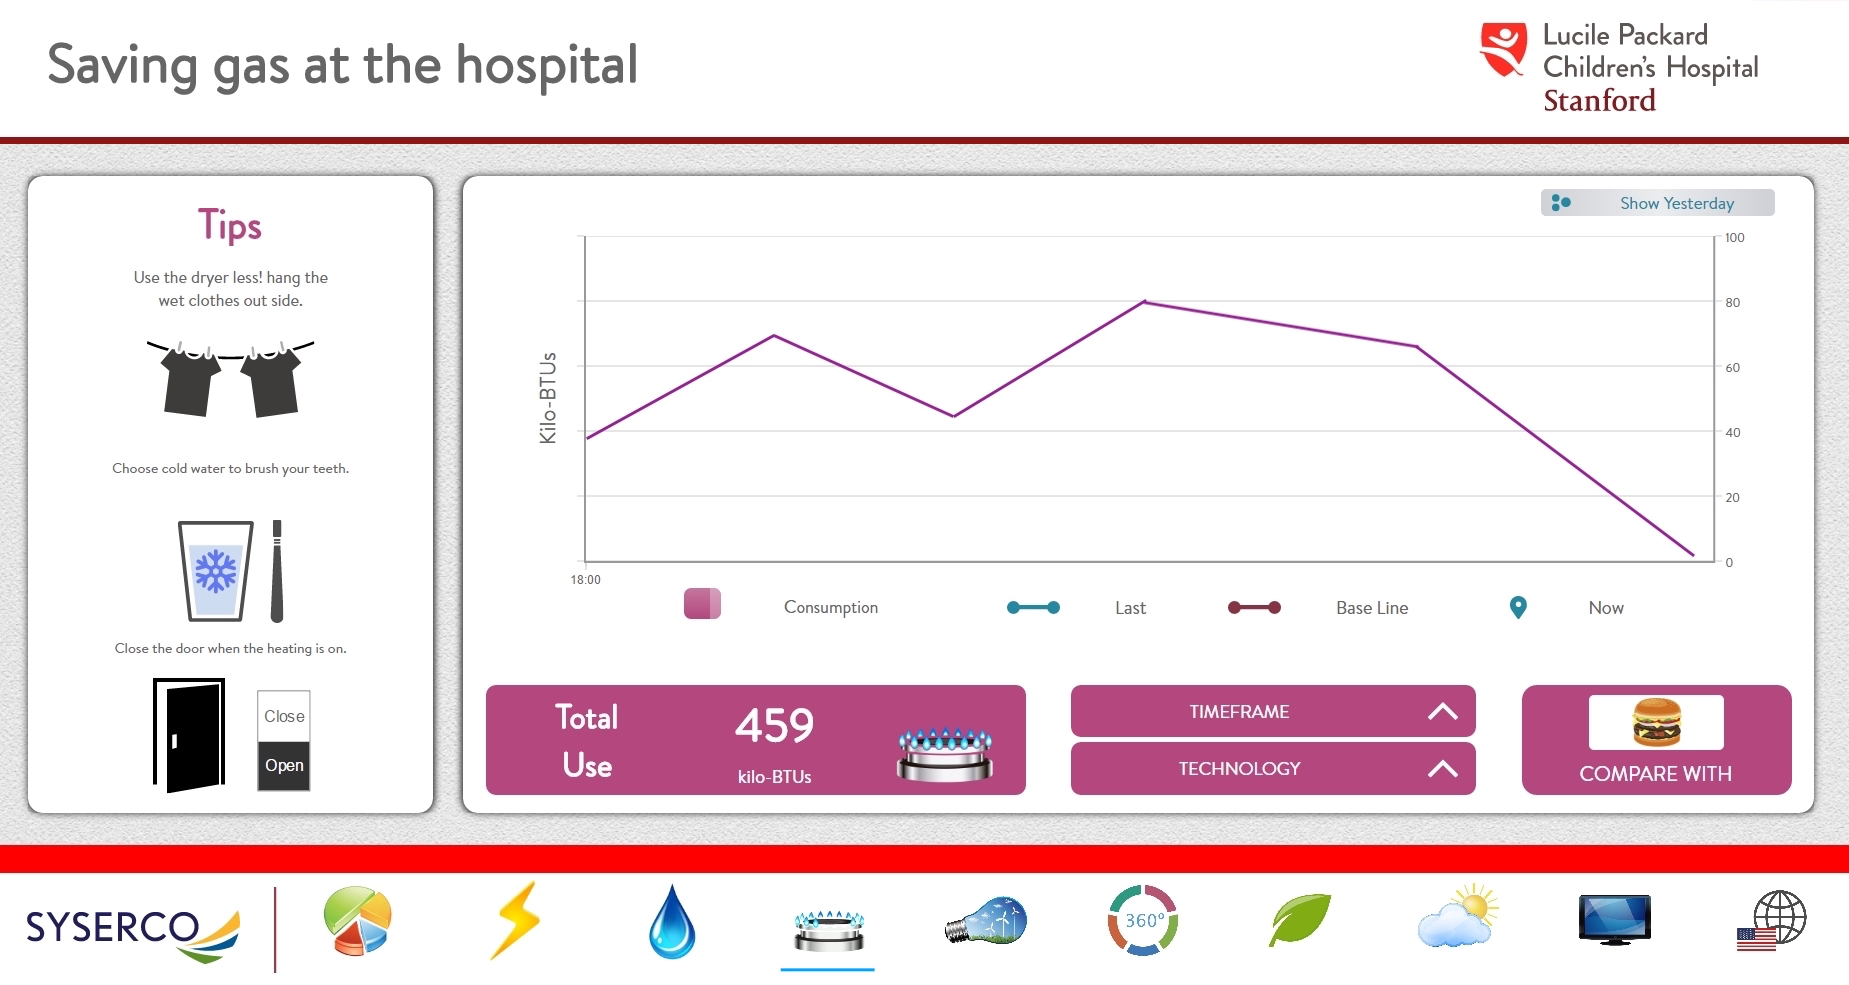 Saving gas at the hospital
Lucile Packard
Children's Hospital
Stanford
Tips
Use the dryer less! hang the
wet clothes out side.
Choose cold water to brush your teeth.
Close the door when the heating is on.
Close
Open
Show Yesterday
Kilo-BTUs
100
80
60
40
20
0
18:00
Consumption
Last
Base Line
Now
Total
Use
459
kilo-BTUs
TIMEFRAME
TECHNOLOGY
COMPARE WITH
SYSERCO
360º